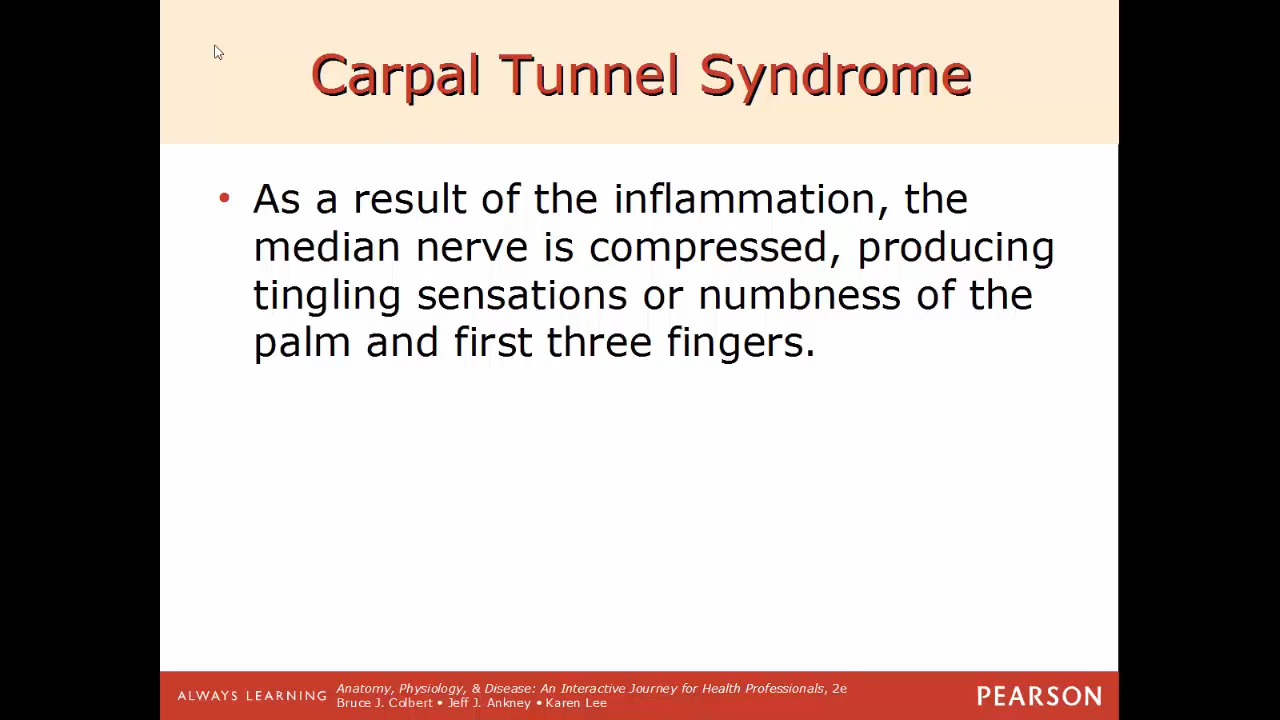 Carpal Tunnel Syndrome
• As a result of the inflammation, the
median nerve is compressed, producing
tingling sensations or numbness of the
palm and first three fingers.
ALWAYS LEARNING
Anatomy, Physiology, & Disease: An Interactive Journey for Health Professionals, 2e
Bruce J. Colbert • Jeff J. Ankney • Karen Lee
PEARSON